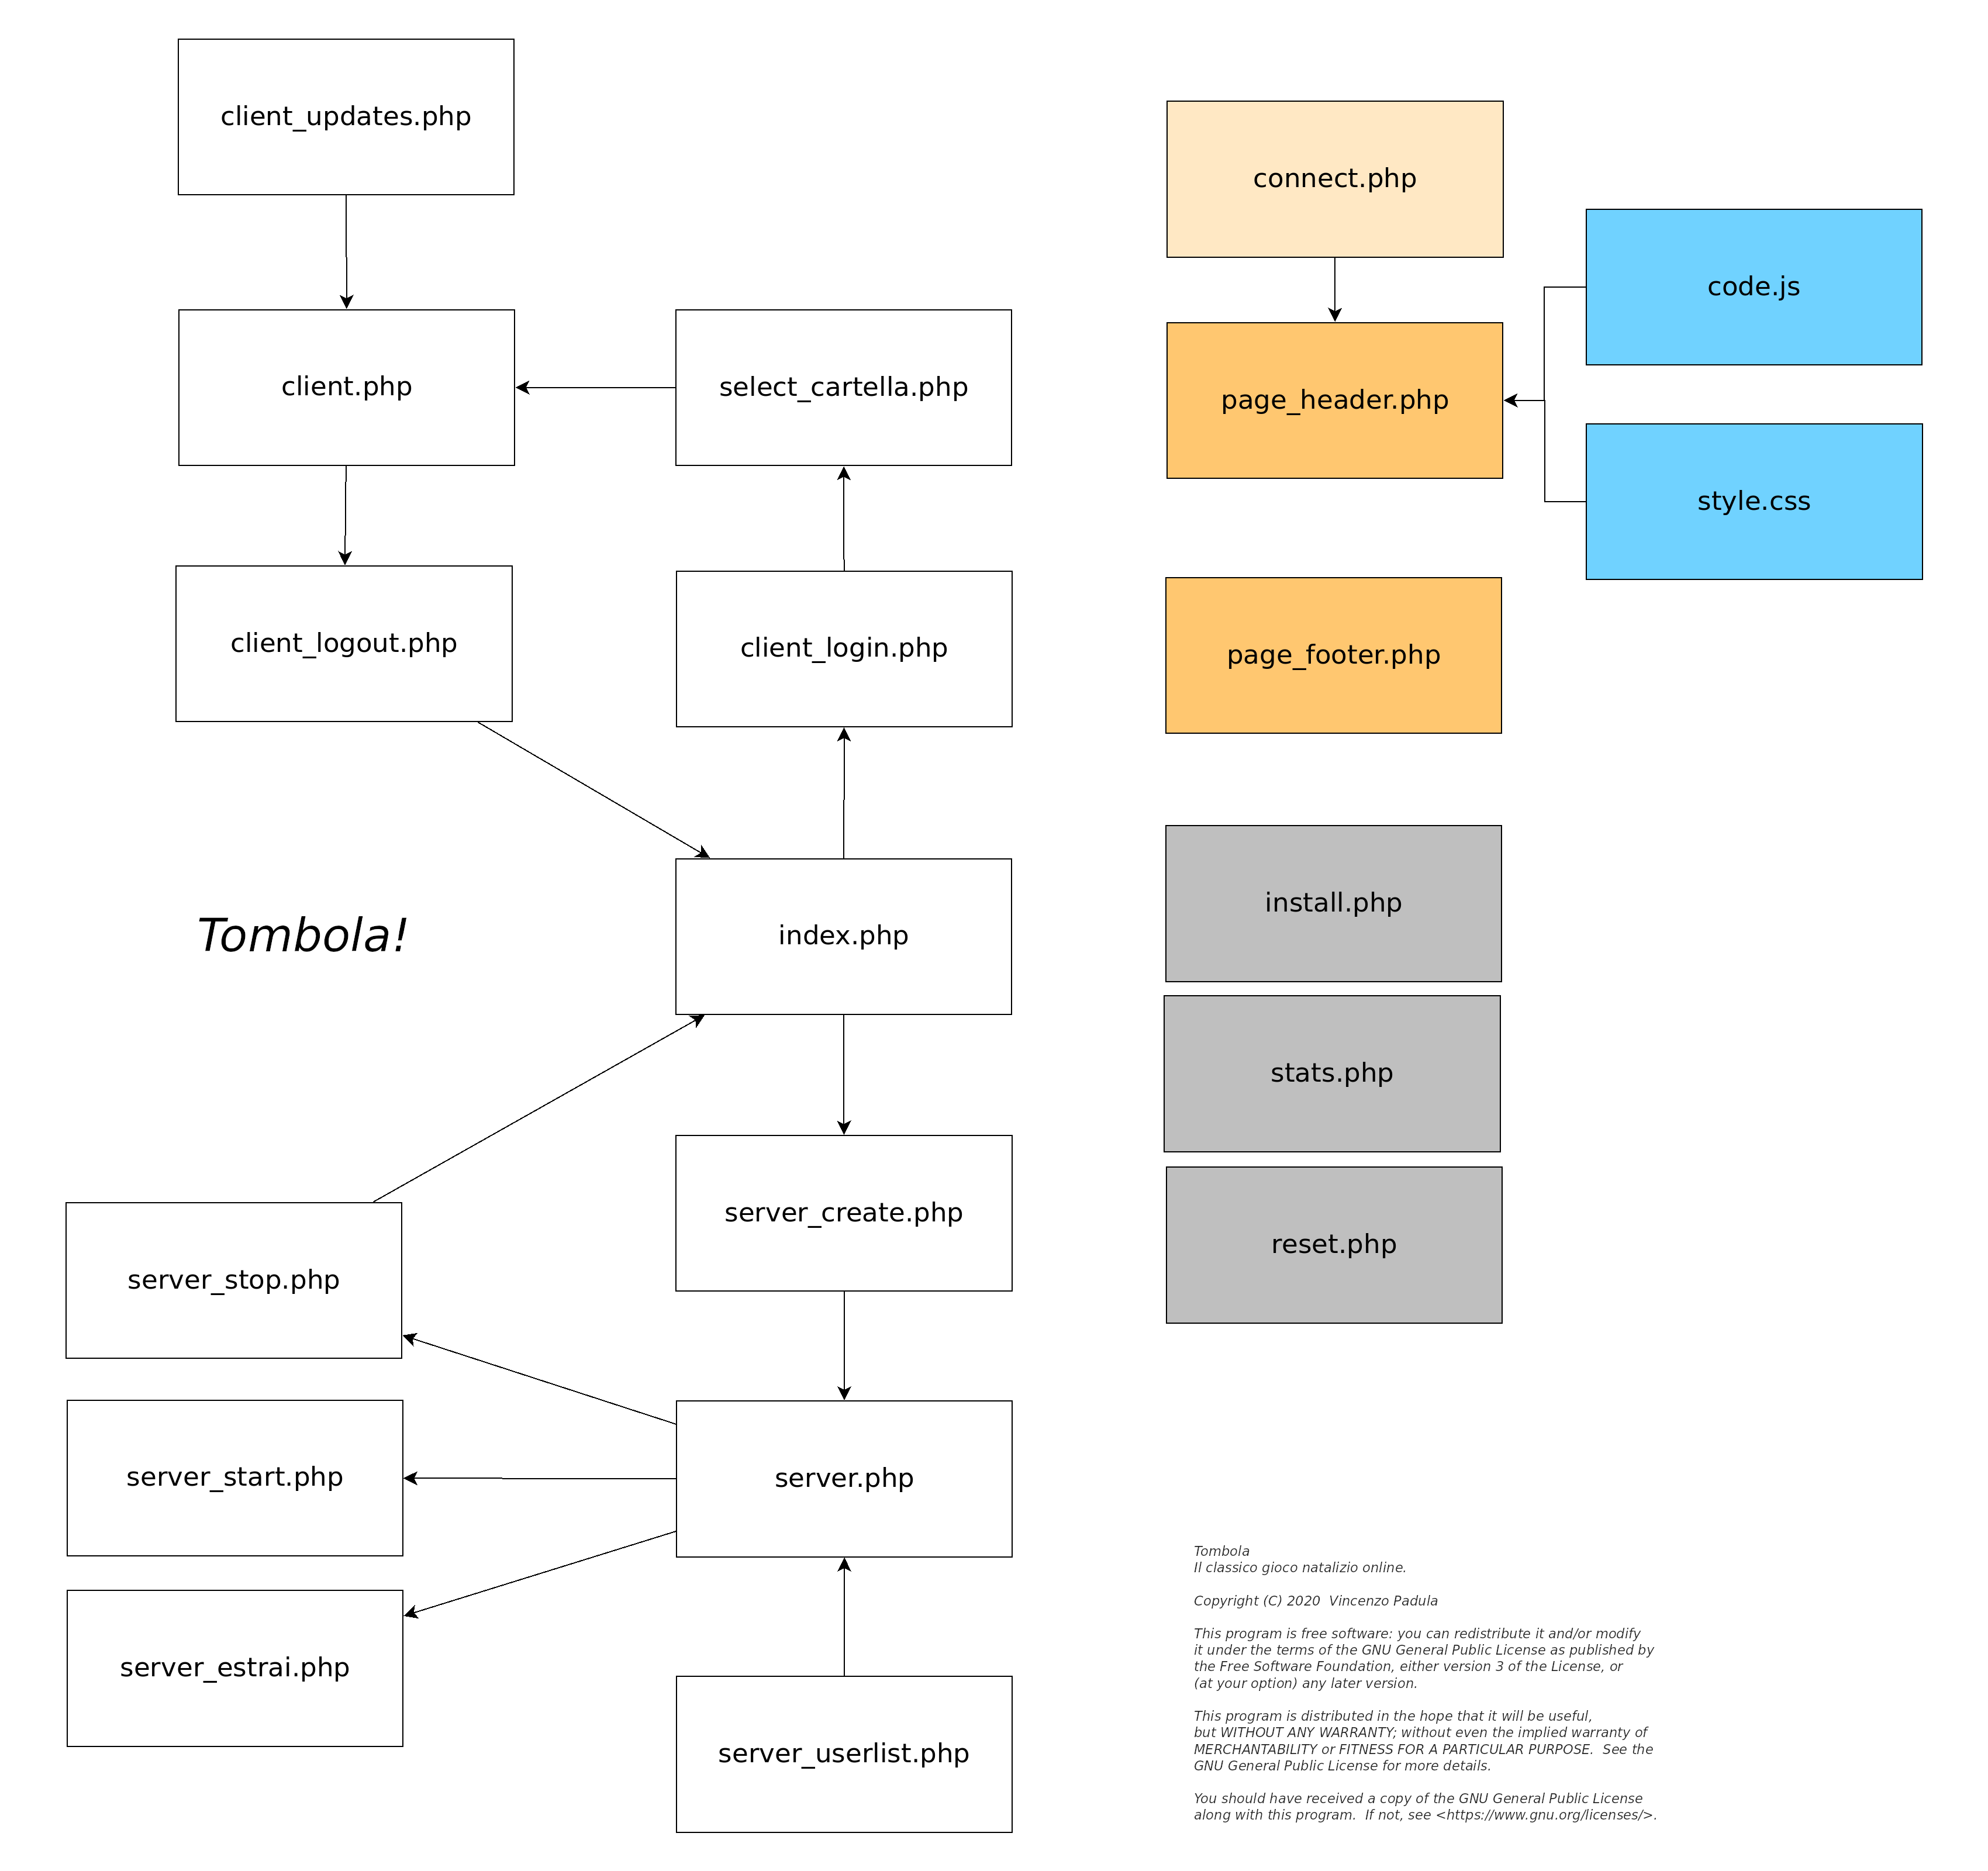 client_updates.php
connect.php
code.js
client.php
select_cartella.php
page_header.php
style.css
client_logout.php
client_login.php
page_footer.php
install.php
Tombola!
index.php
stats.php
server_create.php
reset.php
server_stop.php
server_start.php
server.php
server_estrai.php
server_userlist.php
Tombola
Il classico gioco natalizio online.
Copyright (C) 2020  Vincenzo Padula
This program is free software: you can redistribute it and/or modify
it under the terms of the GNU General Public License as published by
the Free Software Foundation, either version 3 of the License, or
(at your option) any later version.
This program is distributed in the hope that it will be useful,
but WITHOUT ANY WARRANTY; without even the implied warranty of
MERCHANTABILITY or FITNESS FOR A PARTICULAR PURPOSE.  See the
GNU General Public License for more details.
You should have received a copy of the GNU General Public License
along with this program.  If not, see <https://www.gnu.org/licenses/>.